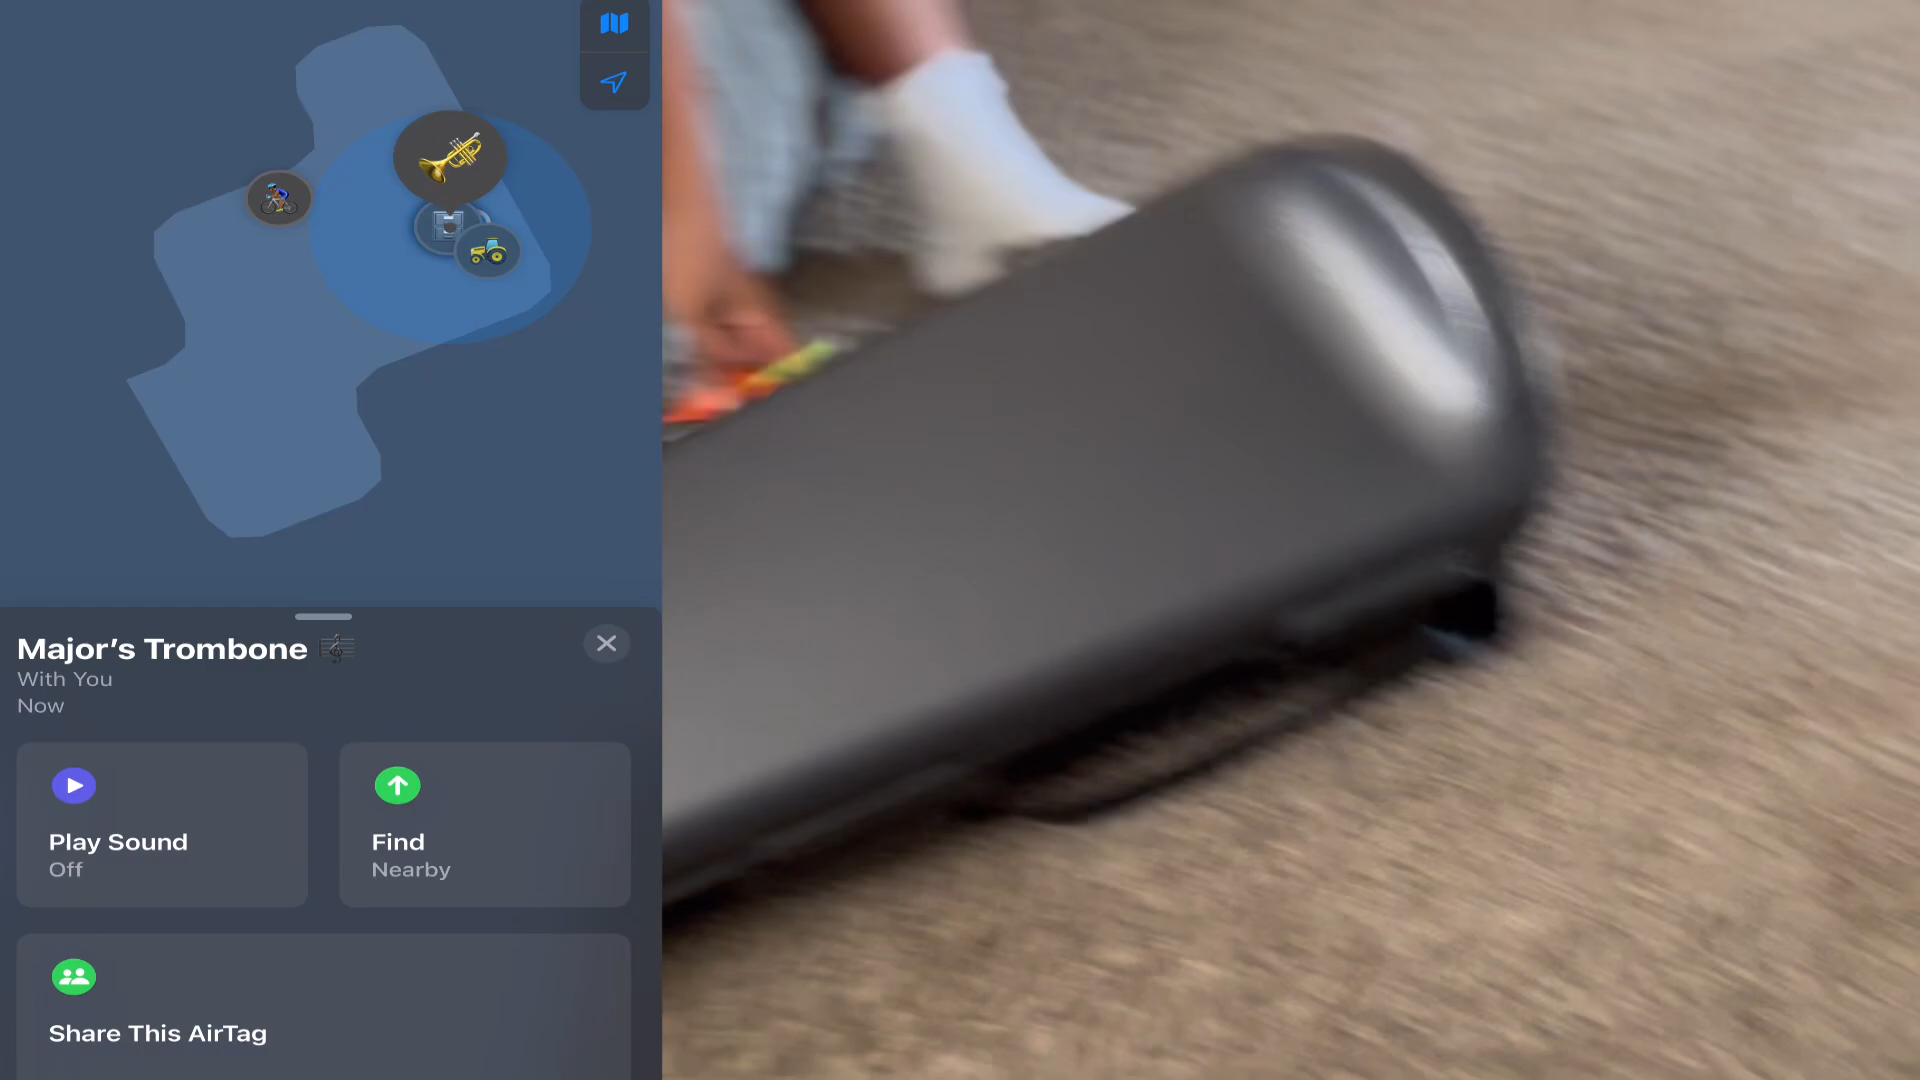 Major’s Trombone 🎼
With You
Now
Play Sound
Off
Find
Nearby
Share This AirTag